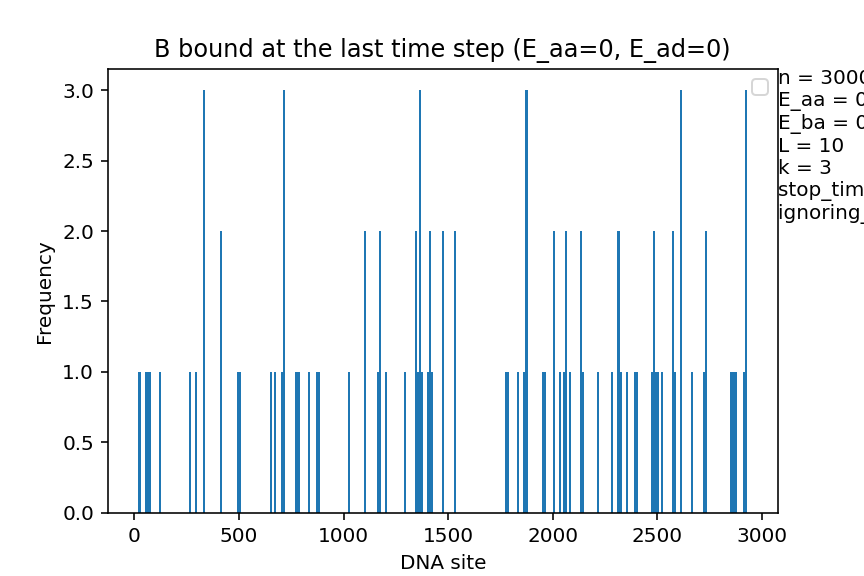 B bound at the last time step (E_aa=0, E_ad=0)
n = 3000
E_aa = 0
E_ba = 0
L = 10
k = 3
stop_tim
ignoring_
3.0
2.5
2.0
1.5
1.0
0.5
0.0
Frequency
0 500 1000 1500 2000 2500 3000
DNA site